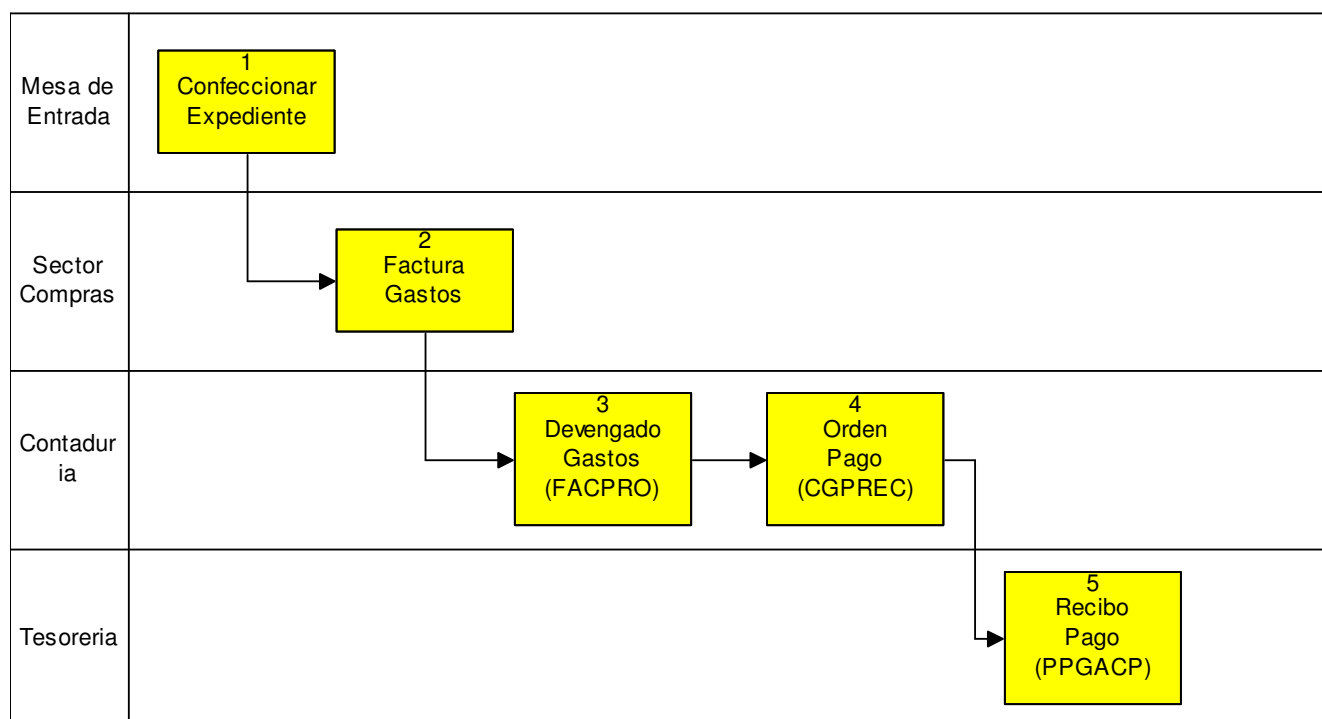 Mesa de
Entrada
1
Confeccionar
Expediente
Sector
Compras
2
Factura
Gastos
Contadur
ia
3
Devengado
Gastos
(FACPRO)
4
Orden
Pago
(CGPREC)
Tesoreria
5
Recibo
Pago
(PPGACP)